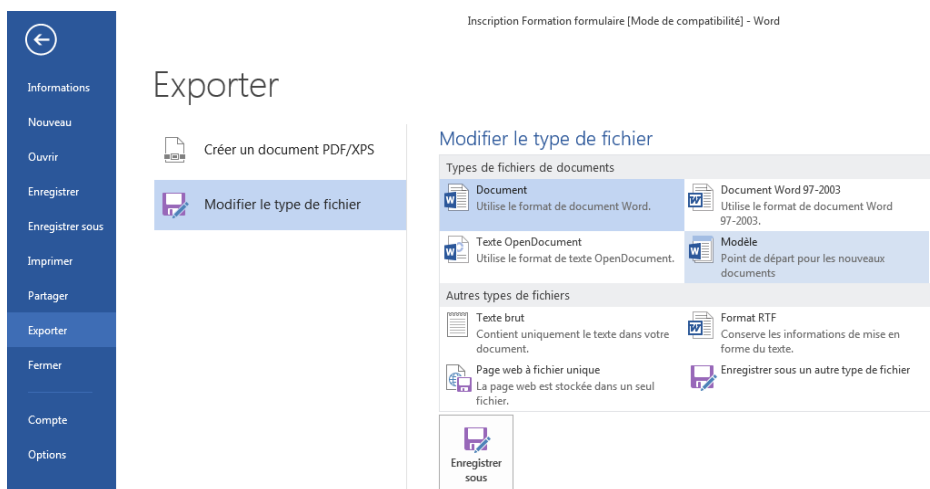 Inscription Formation formulaire [Mode de compatibilité] - Word
Informations
Nouveau
Ouvrir
Enregistrer
Enregistrer sous
Imprimer
Partager
Exporter
Fermer
Compte
Options
Exporter
Créer un document PDF/XPS
Modifier le type de fichier
Modifier le type de fichier
Types de fichiers de documents
Document
Utilise le format de document Word.
Document Word 97-2003
Utilise le format de document Word
97-2003.
Texte OpenDocument
Utilise le format de texte OpenDocument.
Modèle
Point de départ pour les nouveaux
documents
Autres types de fichiers
Texte brut
Contient uniquement le texte dans votre
document.
Format RTF
Conserve les informations de mise en
forme du texte.
Page web à fichier unique
La page web est stockée dans un seul
fichier.
Enregistrer sous un autre type de fichier
Enregistrer
sous